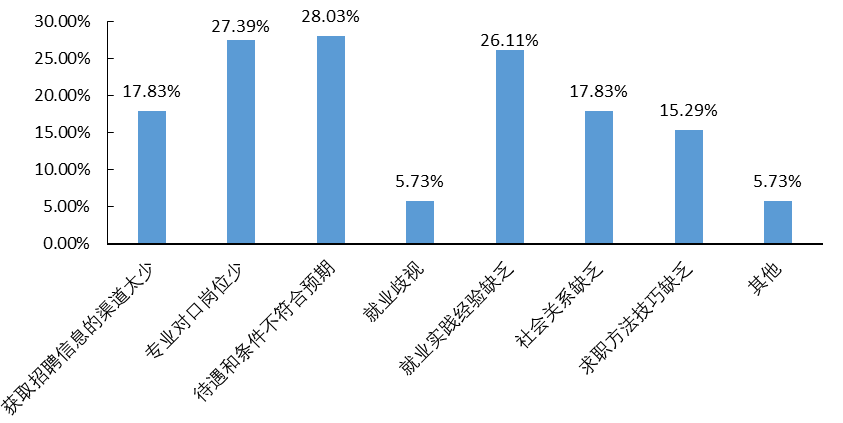 30.00%
25.00%
20.00%
15.00%
10.00%
5.00%
0.00%
17.83%
27.39%
28.03%
5.73%
26.11%
17.83%
15.29%
5.73%
获取招聘信息的渠道太少
专业对口岗位少
待遇和条件不符合预期
就业歧视
就业实践经验缺乏
社会关系缺乏
求职方法技巧缺乏
其他